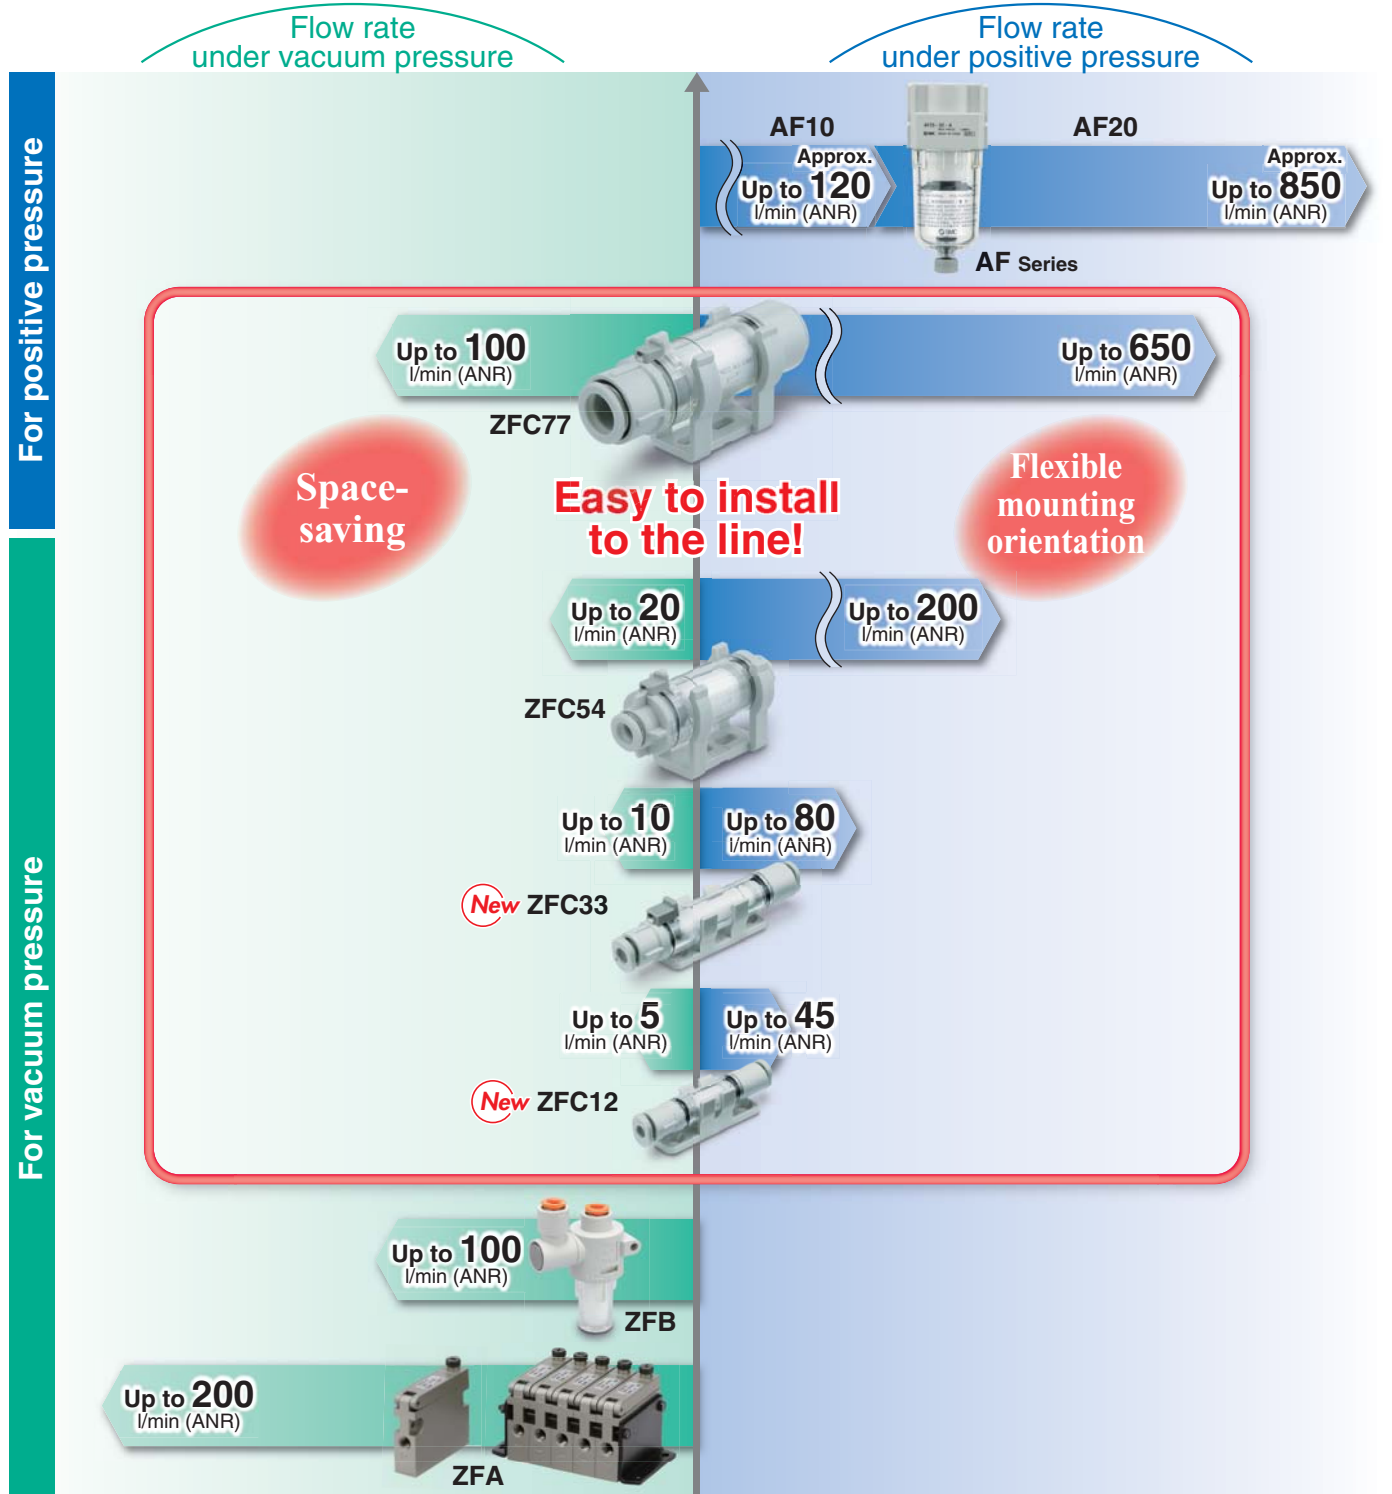 Flow rate
under vacuum pressure
Flow rate
under positive pressure
For positive pressure
AF10
Approx.
Up to 120
l/min (ANR)
AF20
Approx.
Up to 850
l/min (ANR)
AF Series
Up to 100
l/min (ANR)
Up to 650
l/min (ANR)
ZFC77
Space-
saving
Easy to install
to the line!
Flexible
mounting
orientation
For vacuum pressure
Up to 20
l/min (ANR)
Up to 200
l/min (ANR)
ZFC54
Up to 10
l/min (ANR)
Up to 80
l/min (ANR)
New ZFC33
Up to 5
l/min (ANR)
Up to 45
l/min (ANR)
New ZFC12
Up to 100
l/min (ANR)
ZFB
Up to 200
l/min (ANR)
ZFA